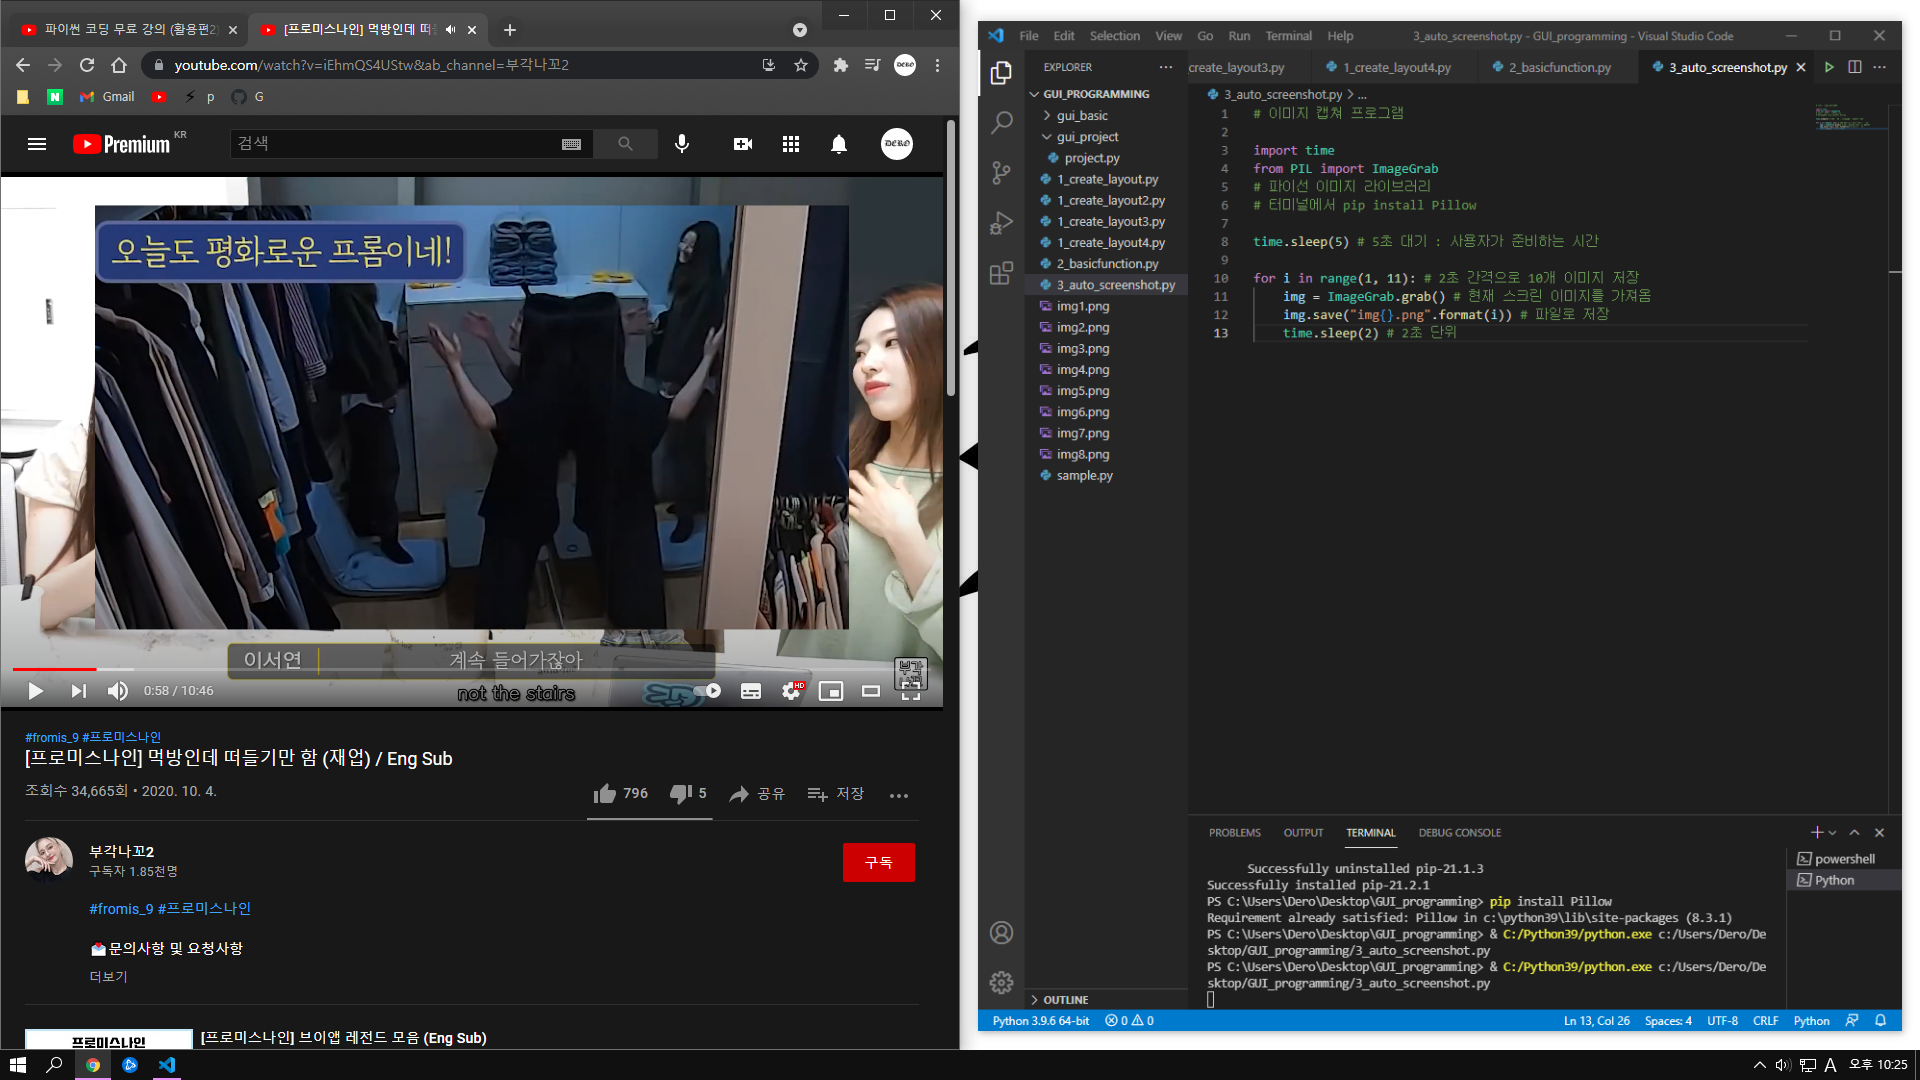 파이썬 코딩 무료 강의 (활용편2)
[프로미스나인] 먹방인데 떠들
youtube.com/watch?v=iEhmQS4UStw&ab_channel=부각나꼬2
Gmail
p
G
Premium KR
검색
DERO
오늘도 평화로운 프롬이네!
이서연
계속 들어가잖아
not the stairs
0:58 / 10:46
HD
#fromis_9 #프로미스나인
[프로미스나인] 먹방인데 떠들기만 함 (재업) / Eng Sub
조회수 34,665회 • 2020. 10. 4.
796
5
공유
저장
부각나꼬2
구독자 1.85천명
구독
#fromis_9 #프로미스나인
문의사항 및 요청사항
더보기
프로미스나인
[프로미스나인] 브이앱 레전드 모음 (Eng Sub)
File Edit Selection View Go Run Terminal Help
3_auto_screenshot.py - GUI_programming - Visual Studio Code
EXPLORER
create_layout3.py
1_create_layout4.py
2_basicfunction.py
3_auto_screenshot.py
GUI_PROGRAMMING
gui_basic
gui_project
project.py
1_create_layout.py
1_create_layout2.py
1_create_layout3.py
1_create_layout4.py
2_basicfunction.py
3_auto_screenshot.py
img1.png
img2.png
img3.png
img4.png
img5.png
img6.png
img7.png
img8.png
sample.py
OUTLINE
3_auto_screenshot.py > ...
1 # 이미지 캡쳐 프로그램
2
3 import time
4 from PIL import ImageGrab
5 # 파이선 이미지 라이브러리
6 # 터미널에서 pip install Pillow
7
8 time.sleep(5) # 5초 대기 : 사용자가 준비하는 시간
9
10 for i in range(1, 11): # 2초 간격으로 10개 이미지 저장
11 img = ImageGrab.grab() # 현재 스크린 이미지를 가져옴
12 img.save("img{}.png".format(i)) # 파일로 저장
13 time.sleep(2) # 2초 단위
PROBLEMS OUTPUT TERMINAL DEBUG CONSOLE
Successfully uninstalled pip-21.1.3
Successfully installed pip-21.2.1
PS C:\Users\Dero\Desktop\GUI_programming> pip install Pillow
Requirement already satisfied: Pillow in c:\python39\lib\site-packages (8.3.1)
PS C:\Users\Dero\Desktop\GUI_programming> & C:/Python39/python.exe c:/Users/Dero/De
sktop/GUI_programming/3_auto_screenshot.py
PS C:\Users\Dero\Desktop\GUI_programming> & C:/Python39/python.exe c:/Users/Dero/De
sktop/GUI_programming/3_auto_screenshot.py
powershell
Python
Python 3.9.6 64-bit
0 0
Ln 13, Col 26 Spaces: 4 UTF-8 CRLF Python
A 오후 10:25